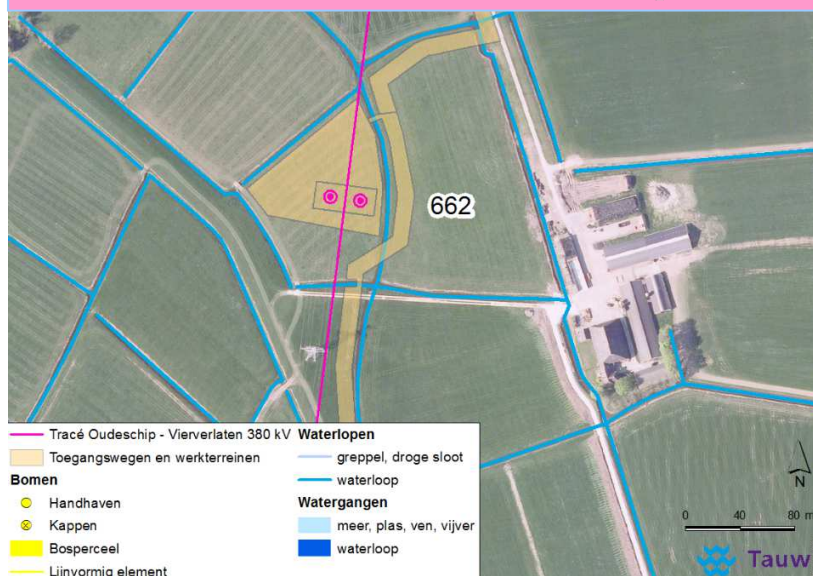 662
Tracé Oudeschip - Vierverlaten 380 kV
Toegangswegen en werkterreinen
Bomen
Handhaven
Kappen
Bosperceel
Lijnvormig element
Waterlopen
greppel, droge sloot
waterloop
Watergangen
meer, plas, ven, vijver
waterloop
N
0 40 80 m
Tauw